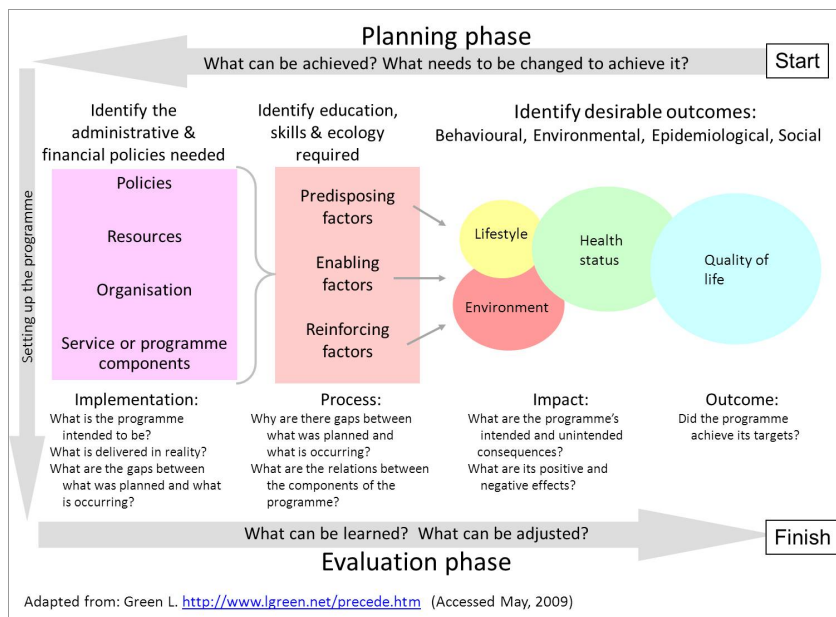 Planning phase
What can be achieved? What needs to be changed to achieve it?
Start
Setting up the programme
Identify the
administrative &
financial policies needed
Policies
Resources
Organisation
Service or programme
components
Identify education,
skills & ecology
required
Predisposing
factors
Enabling
factors
Reinforcing
factors
Identify desirable outcomes:
Behavioural, Environmental, Epidemiological, Social
Lifestyle
Environment
Health
status
Quality of
life
Implementation:
What is the programme
intended to be?
What is delivered in reality?
What are the gaps between
what was planned and what
is occurring?
Process:
Why are there gaps between
what was planned and
what is occurring?
What are the relations between
the components of the
programme?
Impact:
What are the programme's
intended and unintended
consequences?
What are its positive and
negative effects?
Outcome:
Did the programme
achieve its targets?
What can be learned? What can be adjusted?
Finish
Evaluation phase
Adapted from: Green L. http://www.lgreen.net/precede.htm (Accessed May, 2009)